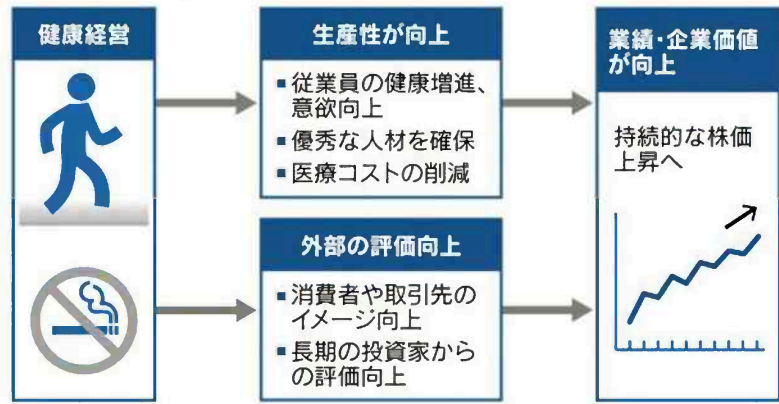 健康経営
生産性が向上
■従業員の健康増進、
意欲向上
■優秀な人材を確保
■医療コストの削減
外部の評価向上
■消費者や取引先の
イメージ向上
■長期の投資家から
の評価向上
業績・企業価値
が向上
持続的な株価
上昇へ